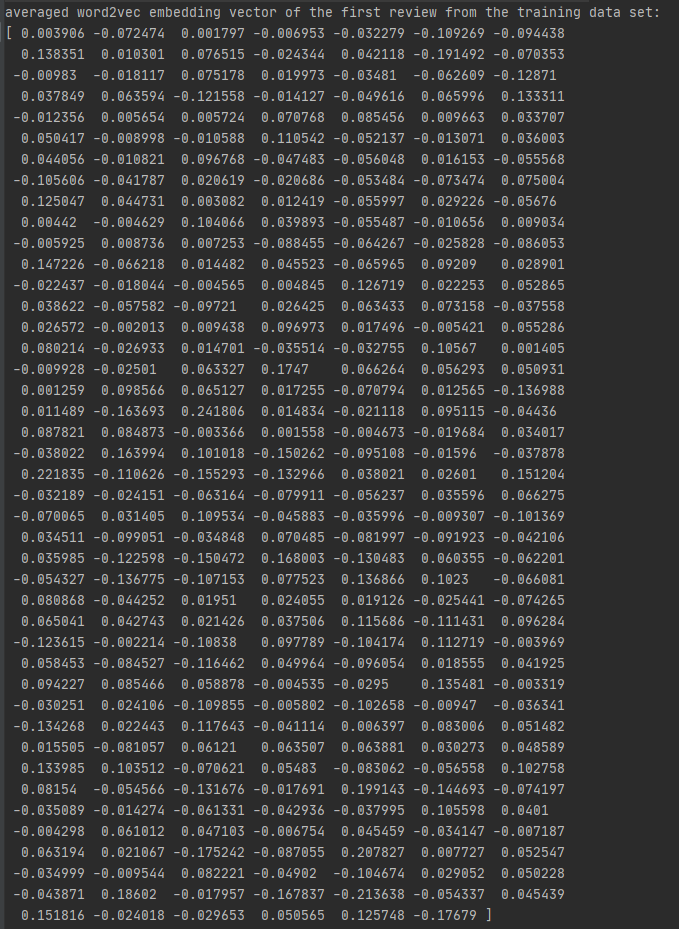 averaged word2vec embedding vector of the first review from the training data set:
[ 0.003906 -0.072474  0.001797 -0.006953 -0.032279 -0.109269 -0.094438
  0.138351  0.010301  0.076515 -0.024344  0.042118 -0.191492 -0.070353
 -0.00983  -0.018117  0.075178  0.019973 -0.03481  -0.062609 -0.12871
  0.037849  0.063594 -0.121558 -0.014127 -0.049616  0.065996  0.133311
 -0.012356  0.005654  0.005724  0.070768  0.085456  0.009663  0.033707
  0.050417 -0.008998 -0.010588  0.110542 -0.052137 -0.013071  0.036003
  0.044056 -0.010821  0.096768 -0.047483 -0.056048  0.016153 -0.055568
 -0.105606 -0.041787  0.020619 -0.020686 -0.053484 -0.073474  0.075004
  0.125047  0.044731  0.003082  0.012419 -0.055997  0.029226 -0.05676
  0.00442  -0.004629  0.104066  0.039893 -0.055487 -0.010656  0.009034
 -0.005925  0.008736  0.007253 -0.088455 -0.064267 -0.025828 -0.086053
  0.147226 -0.066218  0.014482  0.045523 -0.065965  0.09209   0.028901
 -0.022437 -0.018044 -0.004565  0.004845  0.126719  0.022253  0.052865
  0.038622 -0.057582 -0.09721   0.026425  0.063433  0.073158 -0.037558
  0.026572 -0.002013  0.009438  0.096973  0.017496 -0.005421  0.055286
  0.080214 -0.026933  0.014701 -0.035514 -0.032755  0.10567   0.001405
 -0.009928 -0.02501   0.063327  0.1747    0.066264  0.056293  0.050931
  0.001259  0.098566  0.065127  0.017255 -0.070794  0.012565 -0.136988
  0.011489 -0.163693  0.241806  0.014834 -0.021118  0.095115 -0.04436
  0.087821  0.084873 -0.003366  0.001558 -0.004673 -0.019684  0.034017
 -0.038022  0.163994  0.101018 -0.150262 -0.095108 -0.01596  -0.037878
  0.221835 -0.110626 -0.155293 -0.132966  0.038021  0.02601   0.151204
 -0.032189 -0.024151 -0.063164 -0.079911 -0.056237  0.035596  0.066275
 -0.070065  0.031405  0.109534 -0.045883 -0.035996 -0.009307 -0.101369
  0.034511 -0.099051 -0.034848  0.070485 -0.081997 -0.091923 -0.042106
  0.035985 -0.122598 -0.150472  0.168003 -0.130483  0.060355 -0.062201
 -0.054327 -0.136775 -0.107153  0.077523  0.136866  0.1023   -0.066081
  0.080868 -0.044252  0.01951   0.024055  0.019126 -0.025441 -0.074265
  0.065041  0.042743  0.021426  0.037506  0.115686 -0.111431  0.096284
 -0.123615 -0.002214 -0.10838   0.097789 -0.104174  0.112719 -0.003969
  0.058453 -0.084527 -0.116462  0.049964 -0.096054  0.018555  0.041925
  0.094227  0.085466  0.058878 -0.004535 -0.0295    0.135481 -0.003319
 -0.030251  0.024106 -0.109855 -0.005802 -0.102658 -0.00947  -0.036341
 -0.134268  0.022443  0.117643 -0.041114  0.006397  0.083006  0.051482
  0.015505 -0.081057  0.06121   0.063507  0.063881  0.030273  0.048589
  0.133985  0.103512 -0.070621  0.05483  -0.083062 -0.056558  0.102758
  0.08154  -0.054566 -0.131676 -0.017691  0.199143 -0.144693 -0.074197
 -0.035089 -0.014274 -0.061331 -0.042936 -0.037995  0.105598  0.0401
 -0.004298  0.061012  0.047103 -0.006754  0.045459 -0.034147 -0.007187
  0.063194  0.021067 -0.175242 -0.087055  0.207827  0.007727  0.052547
 -0.034999 -0.009544  0.082221 -0.04902  -0.104674  0.029052  0.050228
 -0.043871  0.18602  -0.017957 -0.167837 -0.213638 -0.054337  0.045439
  0.151816 -0.024018 -0.029653  0.050565  0.125748 -0.17679 ]